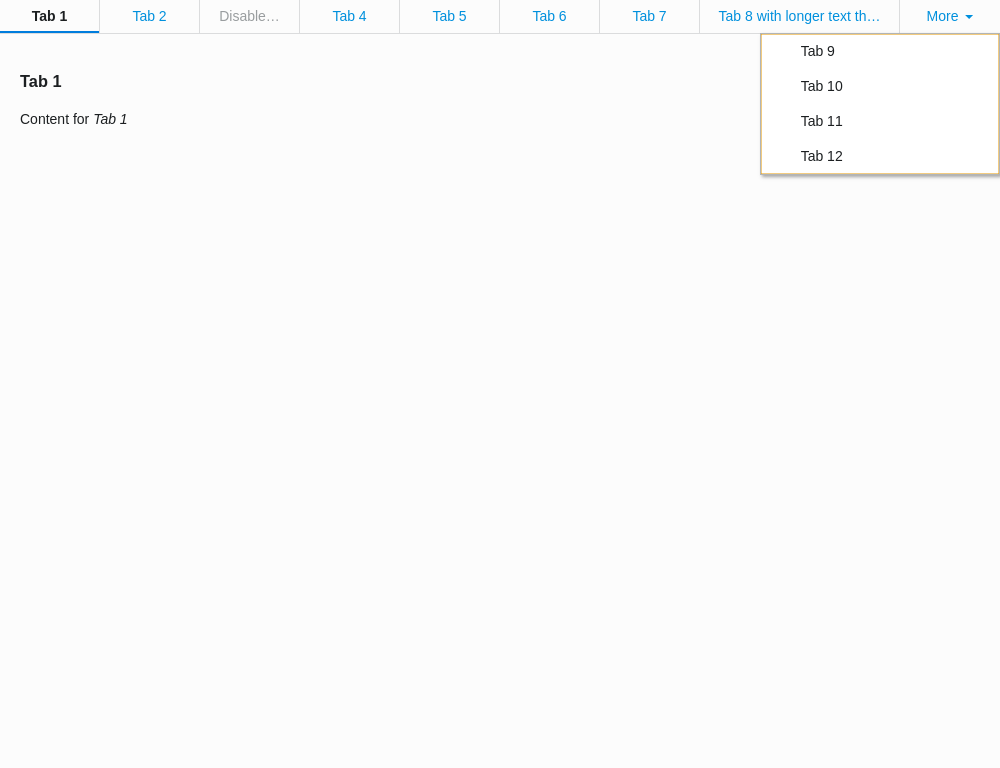 Tab 1 Tab 2 Disable… Tab 4 Tab 5 Tab 6 Tab 7 Tab 8 with longer text th… More
Tab 9
Tab 10
Tab 11
Tab 12
Tab 1
Content for Tab 1